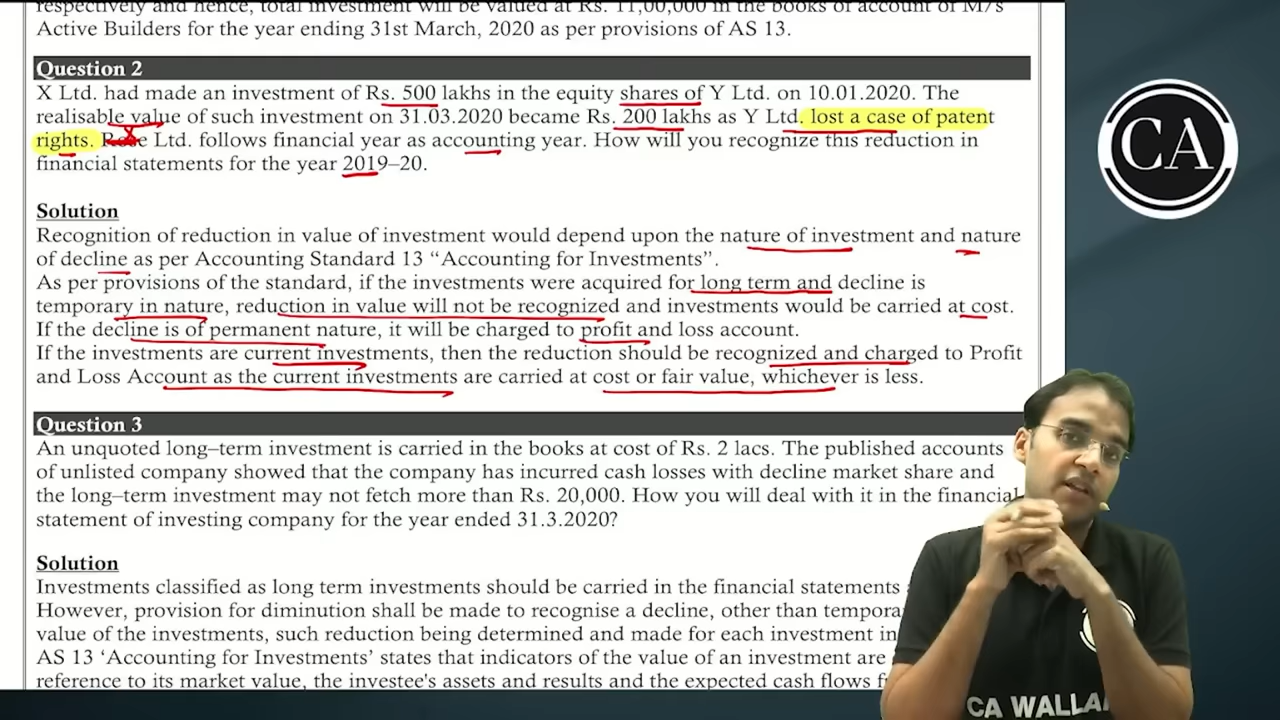 respectively and hence, total investment will be valued at Rs. 11,00,000 in the books of account of M/s
Active Builders for the year ending 31st March, 2020 as per provisions of AS 13.
Question 2
X Ltd. had made an investment of Rs. 500 lakhs in the equity shares of Y Ltd. on 10.01.2020. The
realisable value of such investment on 31.03.2020 became Rs. 200 lakhs as Y Ltd. lost a case of patent
rights. X Ltd. follows financial year as accounting year. How will you recognize this reduction in
financial statements for the year 2019–20.
Solution
Recognition of reduction in value of investment would depend upon the nature of investment and nature
of decline as per Accounting Standard 13 “Accounting for Investments”.
As per provisions of the standard, if the investments were acquired for long term and decline is
temporary in nature, reduction in value will not be recognized and investments would be carried at cost.
If the decline is of permanent nature, it will be charged to profit and loss account.
If the investments are current investments, then the reduction should be recognized and charged to Profit
and Loss Account as the current investments are carried at cost or fair value, whichever is less.
Question 3
An unquoted long–term investment is carried in the books at cost of Rs. 2 lacs. The published accounts
of unlisted company showed that the company has incurred cash losses with decline market share and
the long–term investment may not fetch more than Rs. 20,000. How you will deal with it in the financial
statement of investing company for the year ended 31.3.2020?
Solution
Investments classified as long term investments should be carried in the financial statements
However, provision for diminution shall be made to recognise a decline, other than tempora
value of the investments, such reduction being determined and made for each investment in
AS 13 ‘Accounting for Investments’ states that indicators of the value of an investment are
reference to its market value, the investee's assets and results and the expected cash flows f
CA
CA WALLA